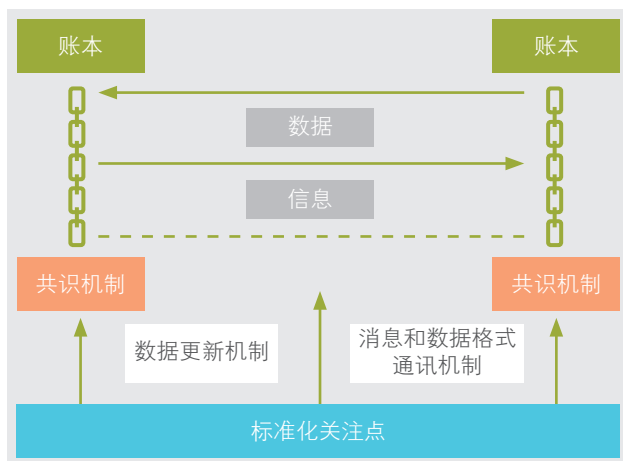 账本
账本
数据
信息
共识机制
共识机制
数据更新机制
消息和数据格式
通讯机制
标准化关注点